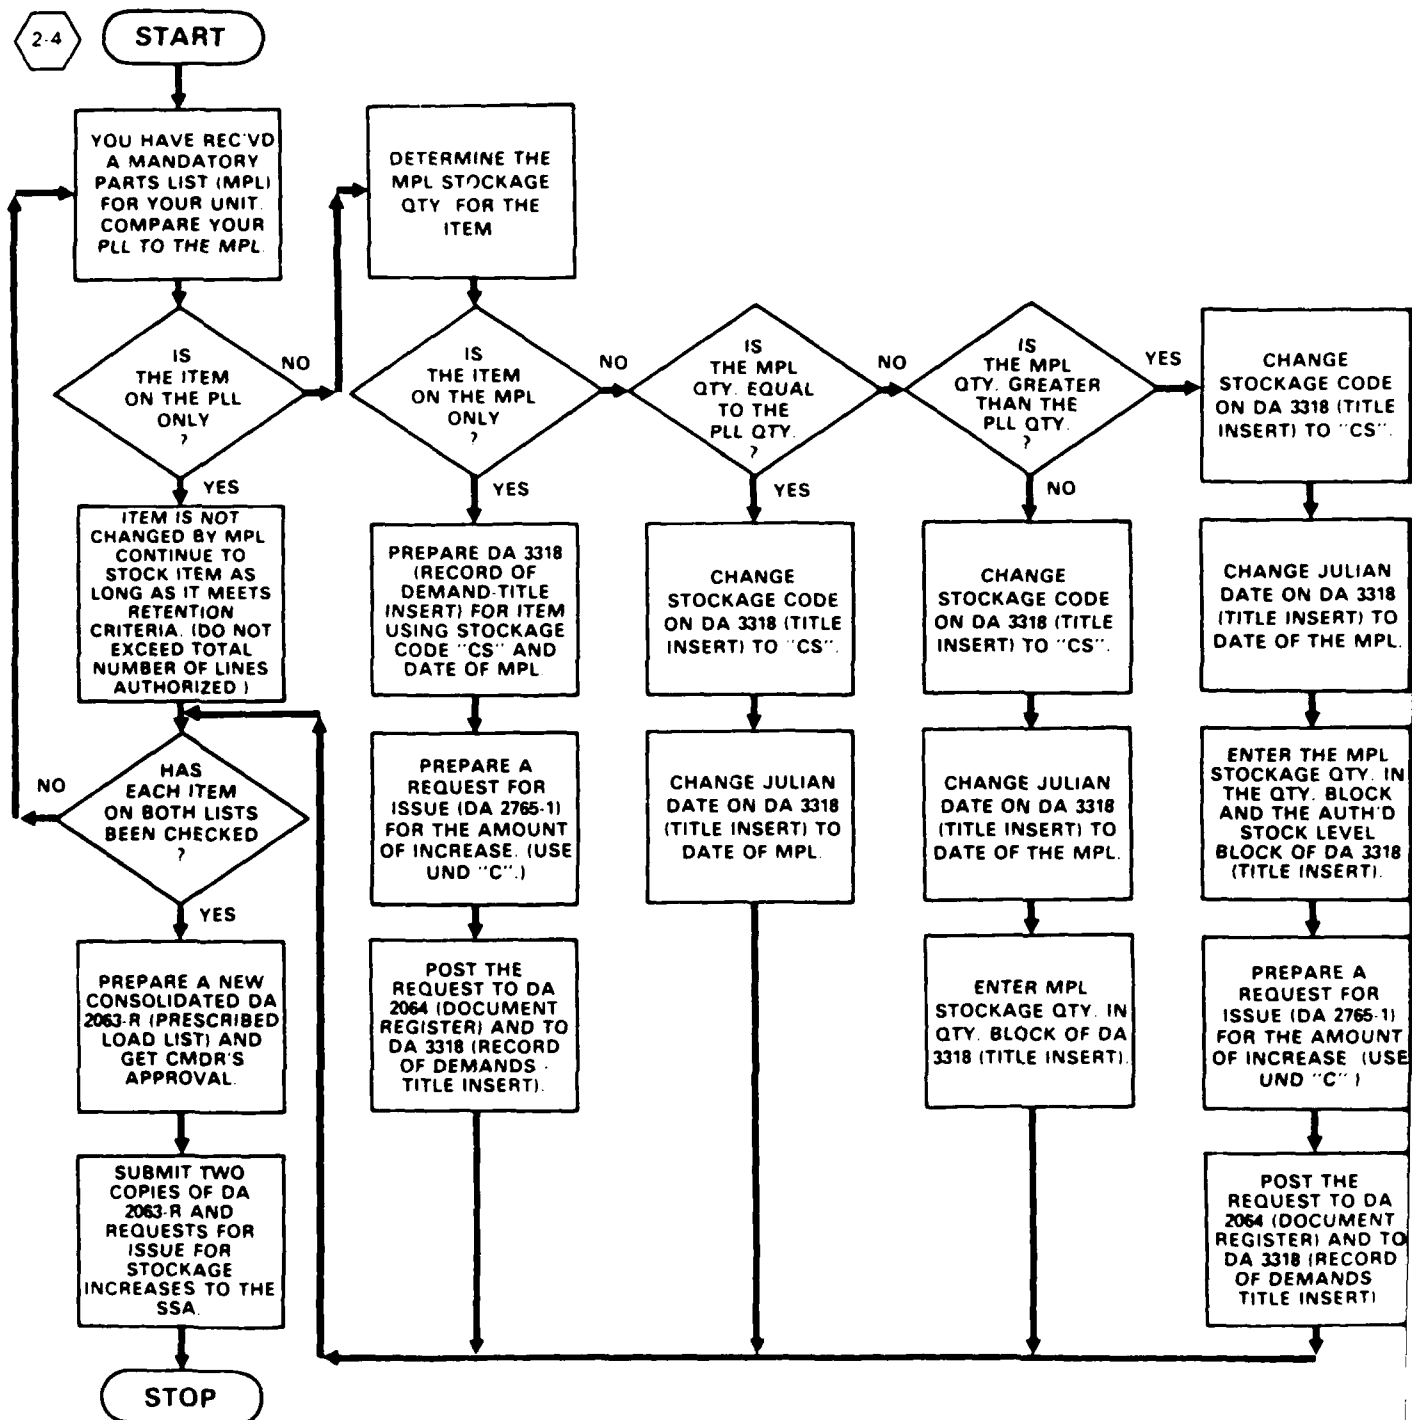 2-4
START
YOU HAVE REC'VD
A MANDATORY
PARTS LIST (MPL)
FOR YOUR UNIT.
COMPARE YOUR
PLL TO THE MPL.
IS
THE ITEM
ON THE PLL
ONLY
?
NO
YES
ITEM IS NOT
CHANGED BY MPL
CONTINUE TO
STOCK ITEM AS
LONG AS IT MEETS
RETENTION
CRITERIA. (DO NOT
EXCEED TOTAL
NUMBER OF LINES
AUTHORIZED )
HAS
EACH ITEM
ON BOTH LISTS
BEEN CHECKED
?
NO
YES
PREPARE A NEW
CONSOLIDATED DA
2063-R (PRESCRIBED
LOAD LIST) AND
GET CMDR'S
APPROVAL.
SUBMIT TWO
COPIES OF DA
2063-R AND
REQUESTS FOR
ISSUE FOR
STOCKAGE
INCREASES TO THE
SSA.
STOP
DETERMINE THE
MPL STOCKAGE
QTY FOR THE
ITEM
IS
THE ITEM
ON THE MPL
ONLY
?
NO
YES
PREPARE DA 3318
(RECORD OF
DEMAND-TITLE
INSERT) FOR ITEM
USING STOCKAGE
CODE "CS" AND
DATE OF MPL.
PREPARE A
REQUEST FOR
ISSUE (DA 2765-1)
FOR THE AMOUNT
OF INCREASE. (USE
UND "C".)
POST THE
REQUEST TO DA
2064 (DOCUMENT
REGISTER) AND TO
DA 3318 (RECORD
OF DEMANDS -
TITLE INSERT).
IS
THE MPL
QTY. EQUAL
TO THE
PLL QTY.
?
NO
YES
CHANGE
STOCKAGE CODE
ON DA 3318 (TITLE
INSERT) TO "CS".
CHANGE JULIAN
DATE ON DA 3318
(TITLE INSERT) TO
DATE OF MPL.
IS
THE MPL
QTY. GREATER
THAN THE
PLL QTY.
?
YES
NO
CHANGE
STOCKAGE CODE
ON DA 3318 (TITLE
INSERT) TO "CS".
CHANGE JULIAN
DATE ON DA 3318
(TITLE INSERT) TO
DATE OF THE MPL.
ENTER MPL
STOCKAGE QTY. IN
QTY. BLOCK OF DA
3318 (TITLE INSERT).
CHANGE
STOCKAGE CODE
ON DA 3318 (TITLE
INSERT) TO "CS".
CHANGE JULIAN
DATE ON DA 3318
(TITLE INSERT) TO
DATE OF THE MPL.
ENTER THE MPL
STOCKAGE QTY. IN
THE QTY. BLOCK
AND THE AUTH'D
STOCK LEVEL
BLOCK OF DA 3318
(TITLE INSERT).
PREPARE A
REQUEST FOR
ISSUE (DA 2765-1)
FOR THE AMOUNT
OF INCREASE (USE
UND "C" )
POST THE
REQUEST TO DA
2064 (DOCUMENT
REGISTER) AND TO
DA 3318 (RECORD
OF DEMANDS
TITLE INSERT)